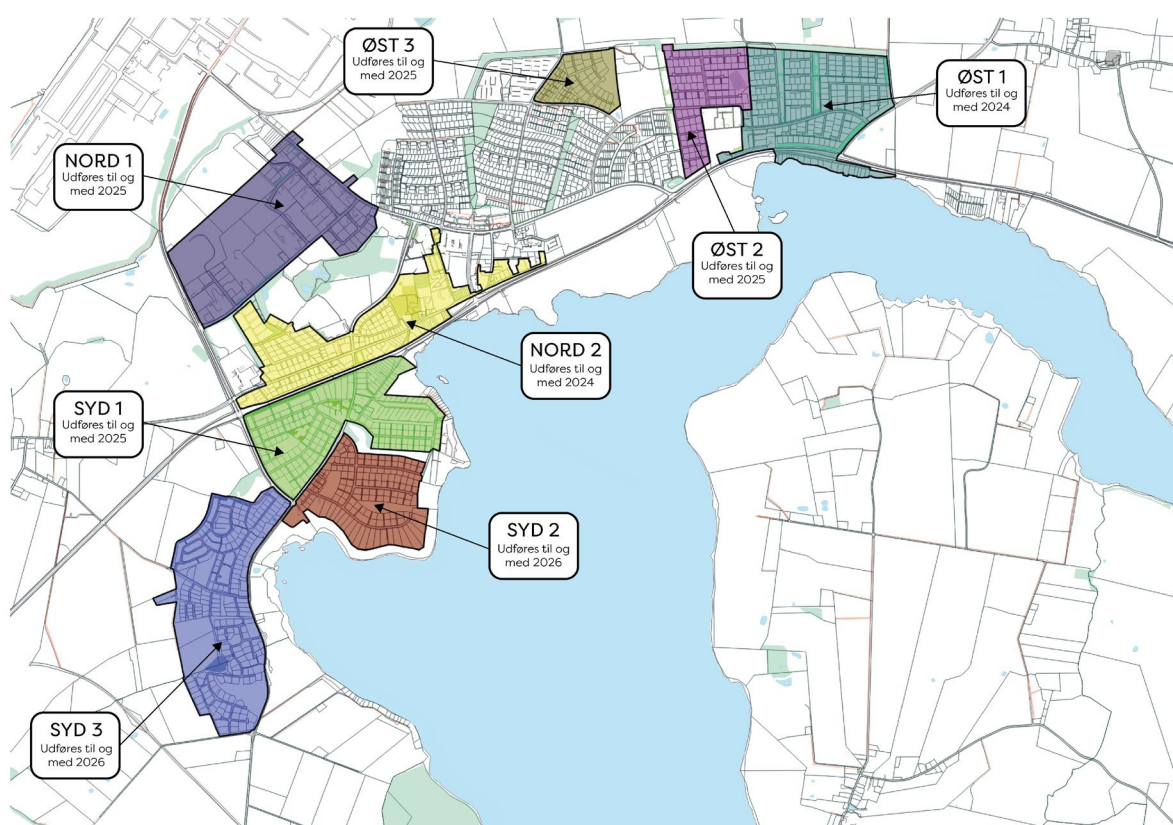 ØST 3
Udføres til og
med 2025
ØST 1
Udføres til og
med 2024
NORD 1
Udføres til og
med 2025
ØST 2
Udføres til og
med 2025
NORD 2
Udføres til og
med 2024
SYD 1
Udføres til og
med 2025
SYD 2
Udføres til og
med 2026
SYD 3
Udføres til og
med 2026